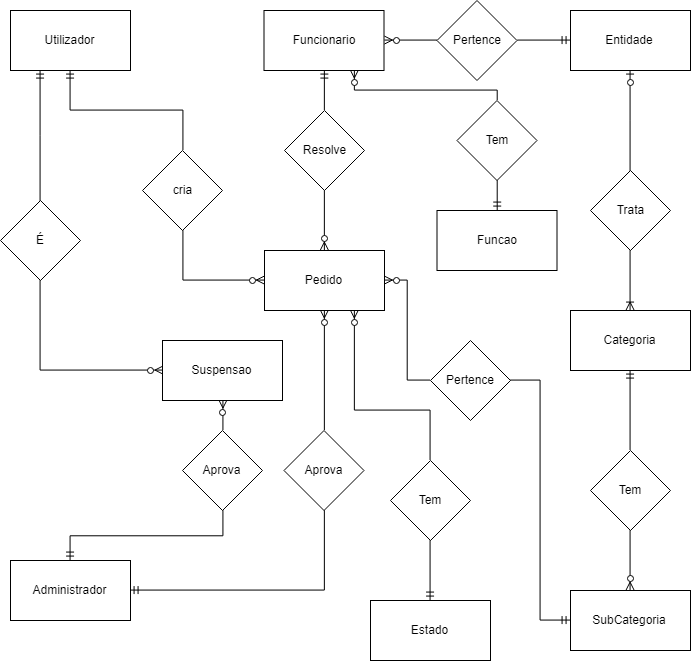 Utilizador
Funcionario
Pertence
Entidade
Tem
Resolve
cria
Trata
É
Funcao
Pedido
Categoria
Suspensao
Pertence
Aprova
Aprova
Tem
Tem
Administrador
Estado
SubCategoria